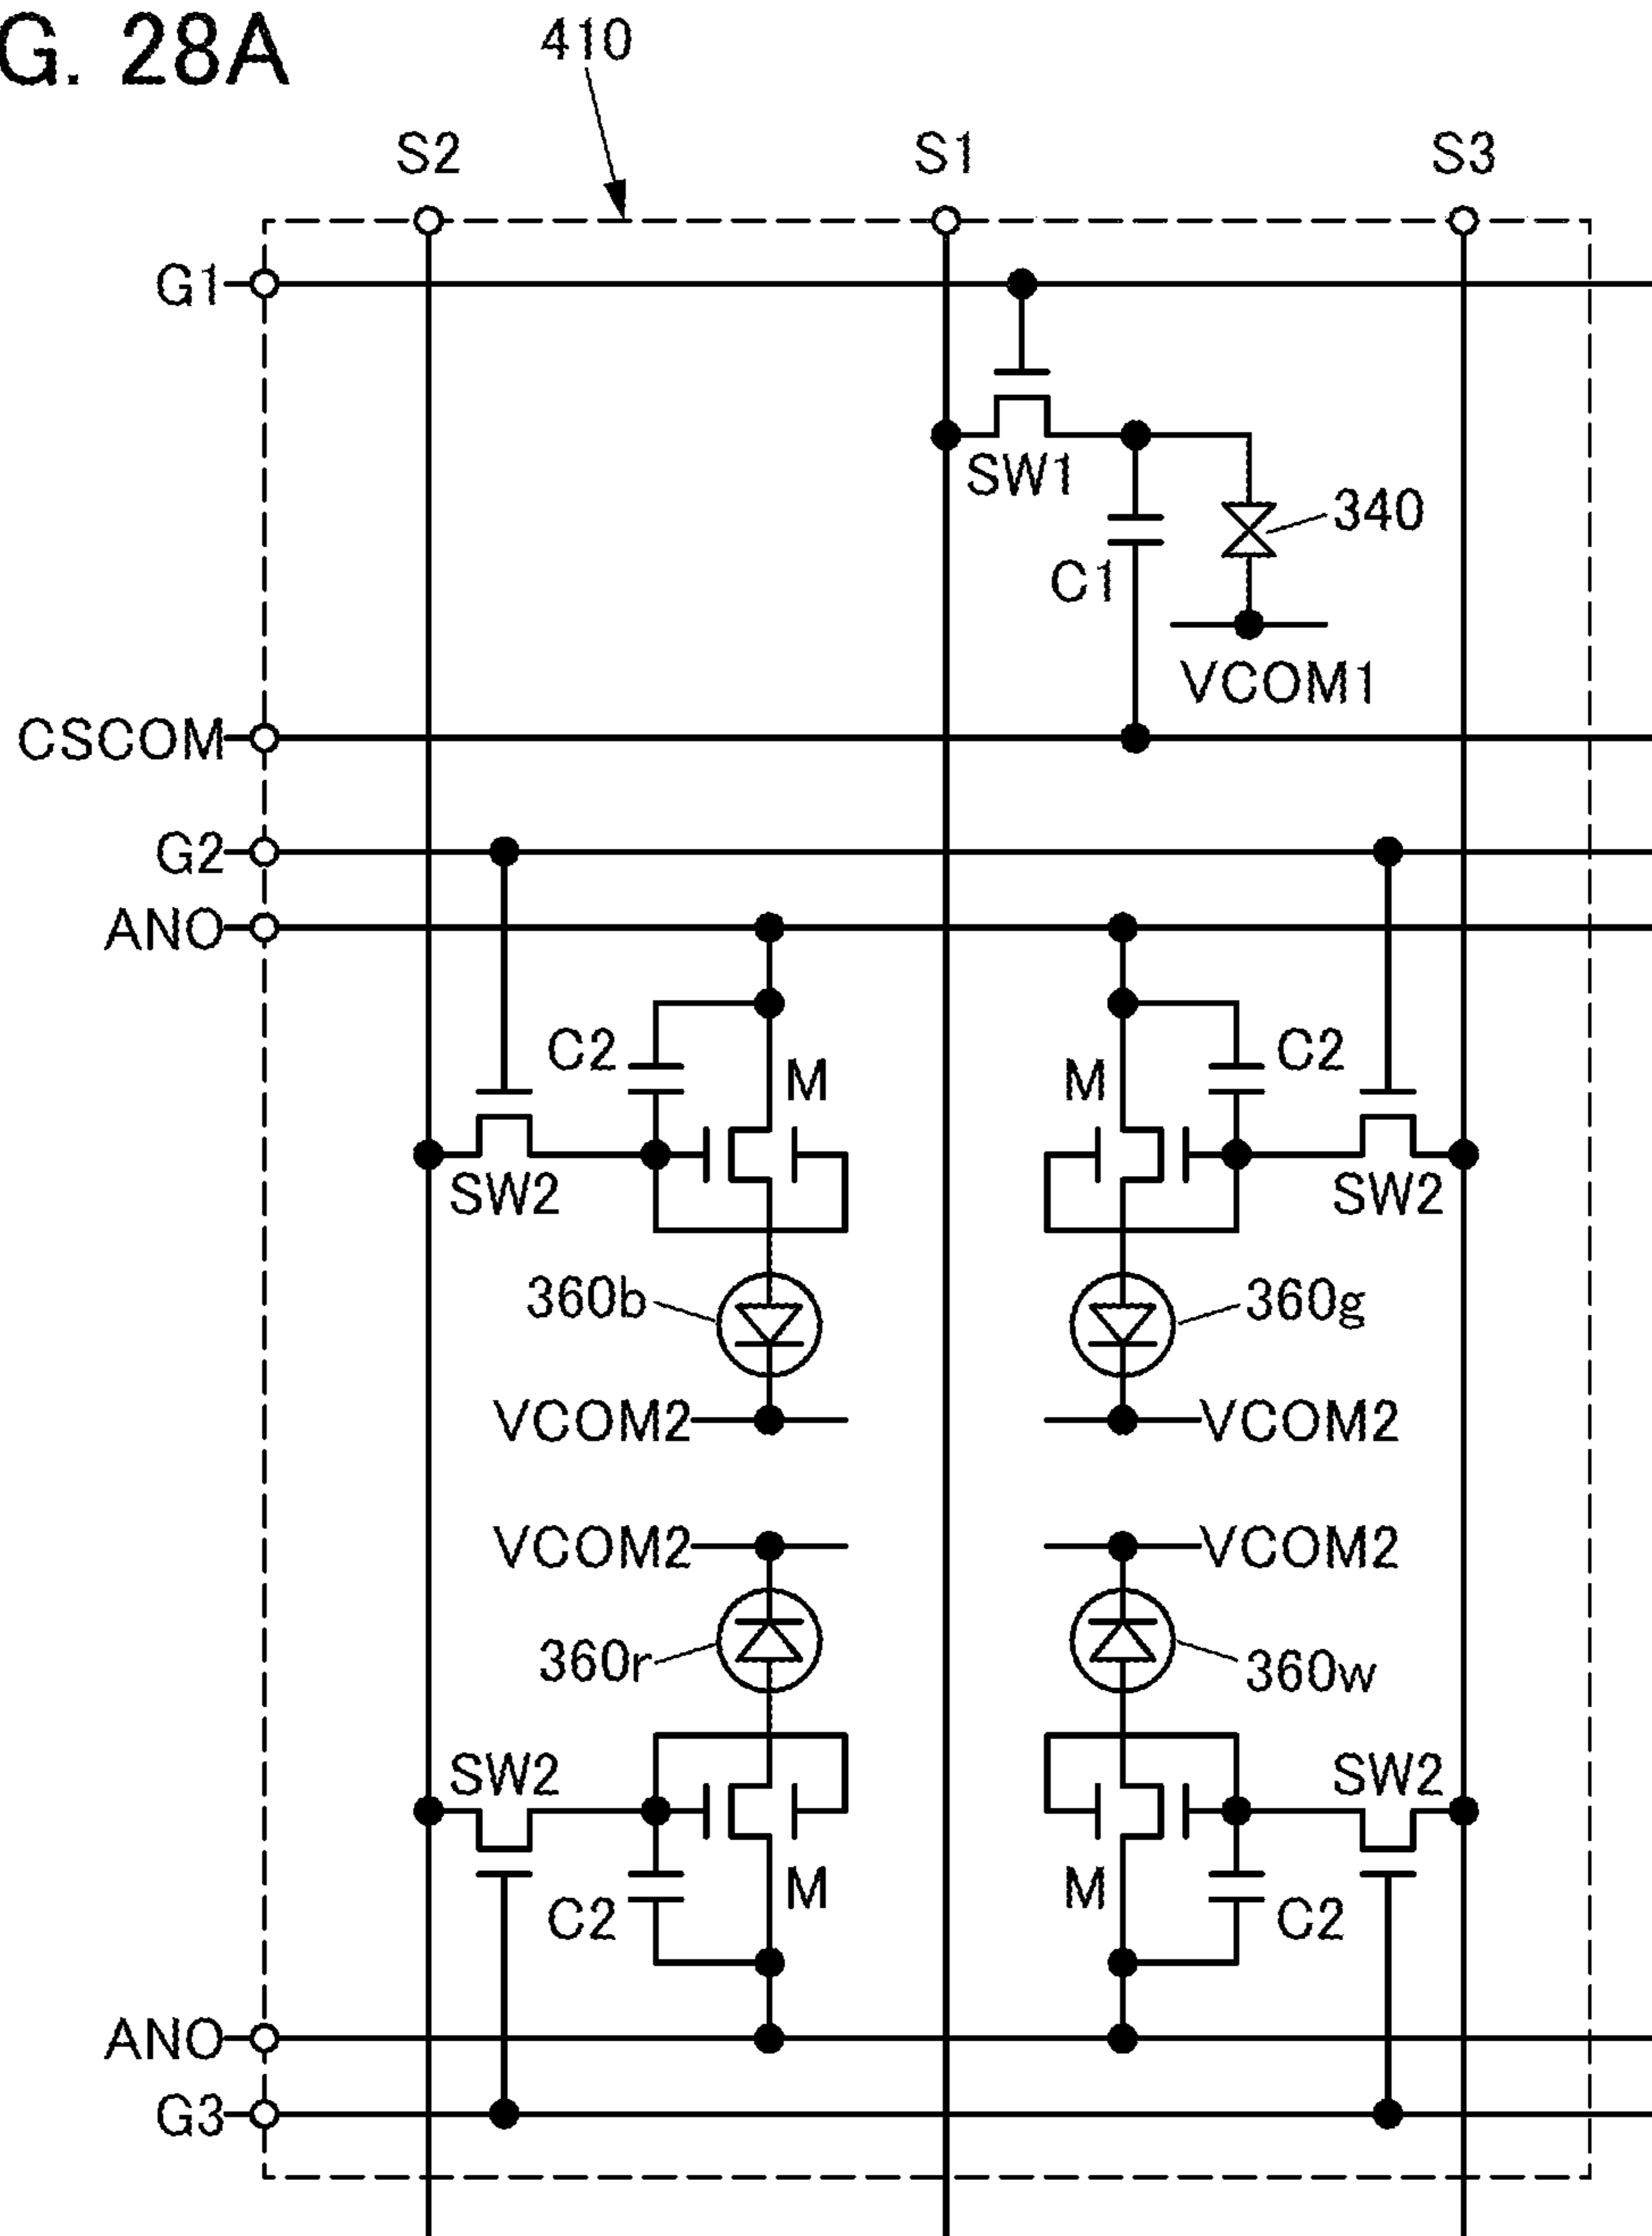 G. 28A
410
S2 S1 S3
G1
SW1
340
C1
VCOM1
CSCOM
G2
ANO
C2 M M C2
SW2 SW2
360b 360g
VCOM2 VCOM2
VCOM2 VCOM2
360r 360w
SW2 SW2
C2 M M C2
ANO
G3